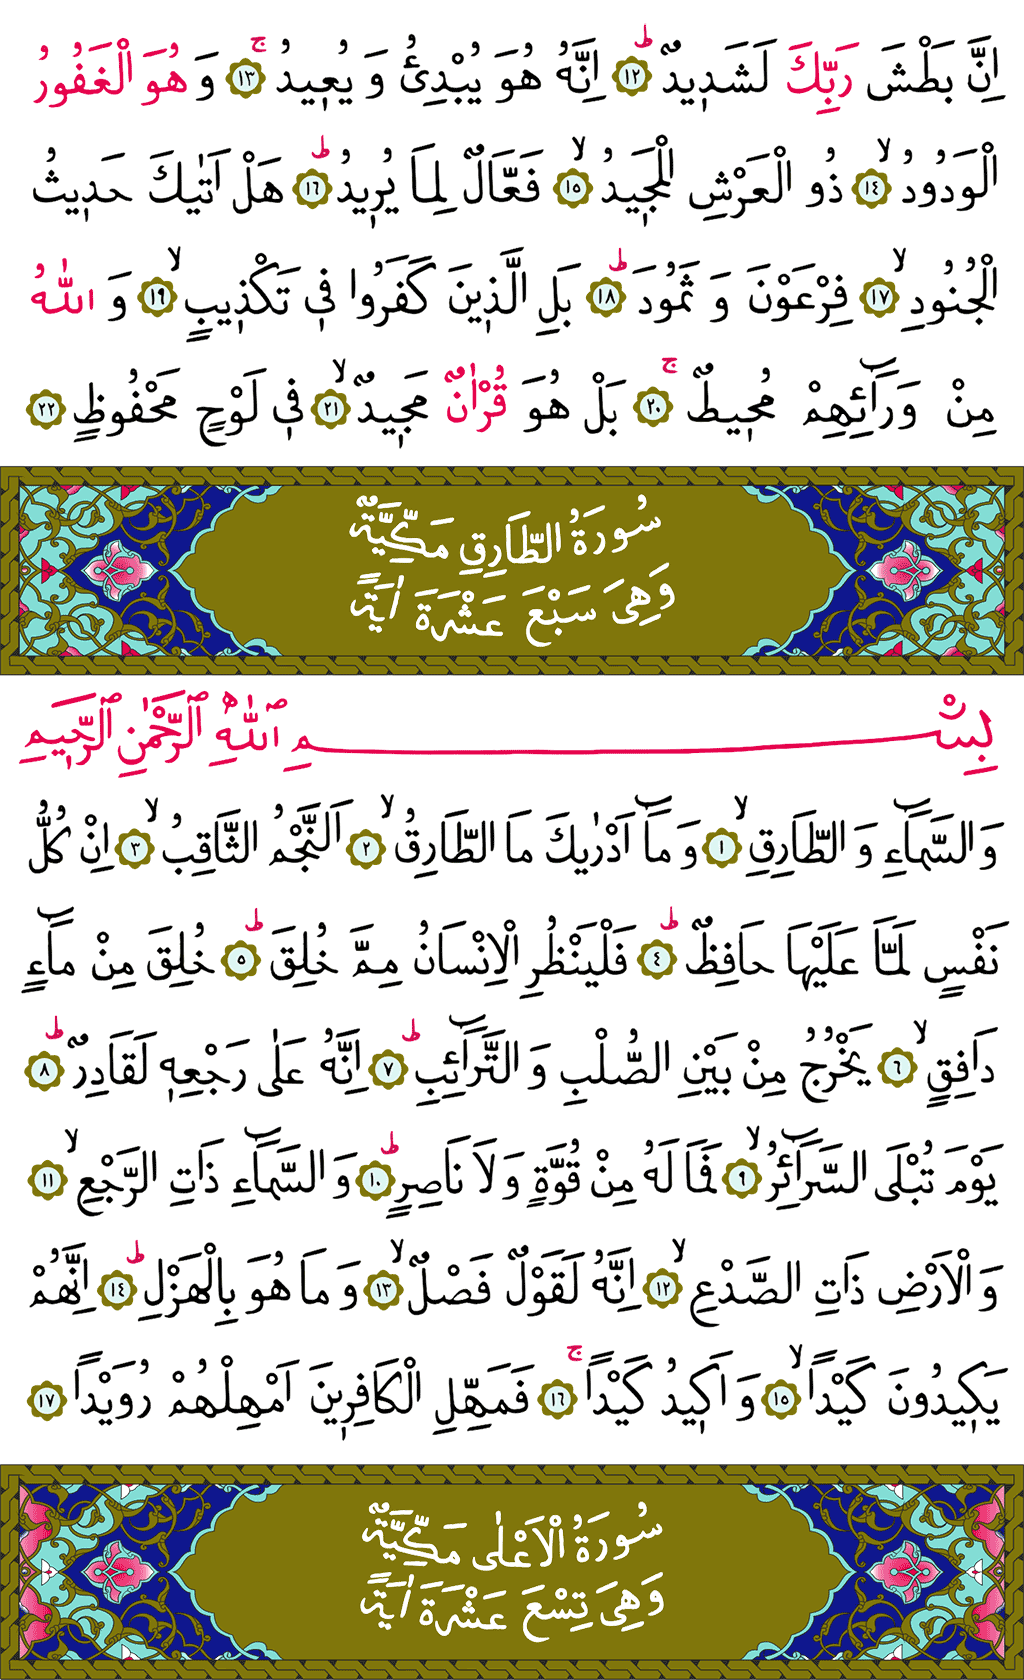 اِنَّ بَطْشَ رَبِّكَ لَشَد۪يدٌۜ ﴿١٢﴾ اِنَّهُ هُوَ يُبْدِئُ وَ يُع۪يدُۚ ﴿١٣﴾ وَ هُوَ الْغَفُورُ
الْوَدُودُۙ ﴿١٤﴾ ذُو الْعَرْشِ الْمَج۪يدُۙ ﴿١٥﴾ فَعَّالٌ لِمَا يُر۪يدُۜ ﴿١٦﴾ هَلْ اَتٰيكَ حَد۪يثُ
الْجُنُودِۙ ﴿١٧﴾ فِرْعَوْنَ وَ ثَمُودَۜ ﴿١٨﴾ بَلِ الَّذ۪ينَ كَفَرُوا ف۪ي تَكْذ۪يبٍۙ ﴿١٩﴾ وَ اللّٰهُ
مِنْ وَرَٓائِهِمْ مُح۪يطٌۚ ﴿٢٠﴾ بَلْ هُوَ قُرْاٰنٌ مَج۪يدٌۙ ﴿٢١﴾ ف۪ي لَوْحٍ مَحْفُوظٍ ﴿٢٢﴾
سُورَةُ الطَّارِقِ مَكِّيَّةٌ
وَهِيَ سَبْعَ عَشْرَةَ اٰيَةً
بِسْمِ اللّٰهِ الرَّحْمٰنِ الرَّح۪يمِ
وَالسَّمَٓاءِ وَ الطَّارِقِۙ ﴿١﴾ وَ مَٓا اَدْرٰيكَ مَا الطَّارِقُۙ ﴿٢﴾ اَلنَّجْمُ الثَّاقِبُۙ ﴿٣﴾ اِنْ كُلُّ
نَفْسٍ لَمَّا عَلَيْهَا حَافِظٌۜ ﴿٤﴾ فَلْيَنْظُرِ الْاِنْسَانُ مِمَّ خُلِقَۜ ﴿٥﴾ خُلِقَ مِنْ مَٓاءٍ
دَافِقٍۙ ﴿٦﴾ يَخْرُجُ مِنْ بَيْنِ الصُّلْبِ وَ التَّرَٓائِبِۜ ﴿٧﴾ اِنَّهُ عَلٰى رَجْعِه۪ لَقَادِرٌۜ ﴿٨﴾
يَوْمَ تُبْلَى السَّرَٓائِرُۙ ﴿٩﴾ فَمَا لَهُ مِنْ قُوَّةٍ وَ لَا نَاصِرٍۜ ﴿١٠﴾ وَ السَّمَٓاءِ ذَاتِ الرَّجْعِۙ ﴿١١﴾
وَ الْاَرْضِ ذَاتِ الصَّدْعِۙ ﴿١٢﴾ اِنَّهُ لَقَوْلٌ فَصْلٌۙ ﴿١٣﴾ وَ مَا هُوَ بِالْهَزْلِۜ ﴿١٤﴾ اِنَّهُمْ
يَك۪يدُونَ كَيْدًاۙ ﴿١٥﴾ وَ اَك۪يدُ كَيْدًاۚ ﴿١٦﴾ فَمَهِّلِ الْكَافِر۪ينَ اَمْهِلْهُمْ رُوَيْدًا ﴿١٧﴾
سُورَةُ الْاَعْلٰى مَكِّيَّةٌ
وَهِيَ تِسْعَ عَشْرَةَ اٰيَةً